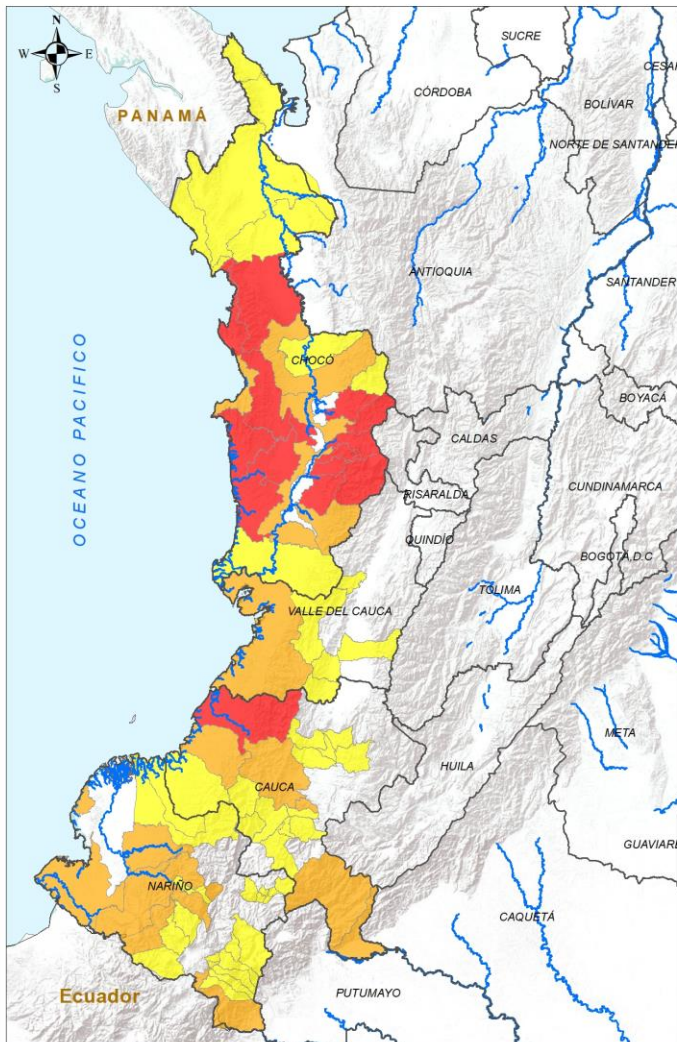 N
W E
S
SUCRE
CESAR
CÓRDOBA
BOLÍVAR
PANAMÁ
NORTE DE SANTANDER
ANTIOQUIA
SANTANDER
OCEANO PACIFICO
CHOCÓ
BOYACÁ
CALDAS
CUNDINAMARCA
RISARALDA
QUINDÍO
BOGOTÁ,D.C
TOLIMA
VALLE DEL CAUCA
META
HUILA
CAUCA
GUAVIARE
NARIÑO
CAQUETÁ
Ecuador
PUTUMAYO